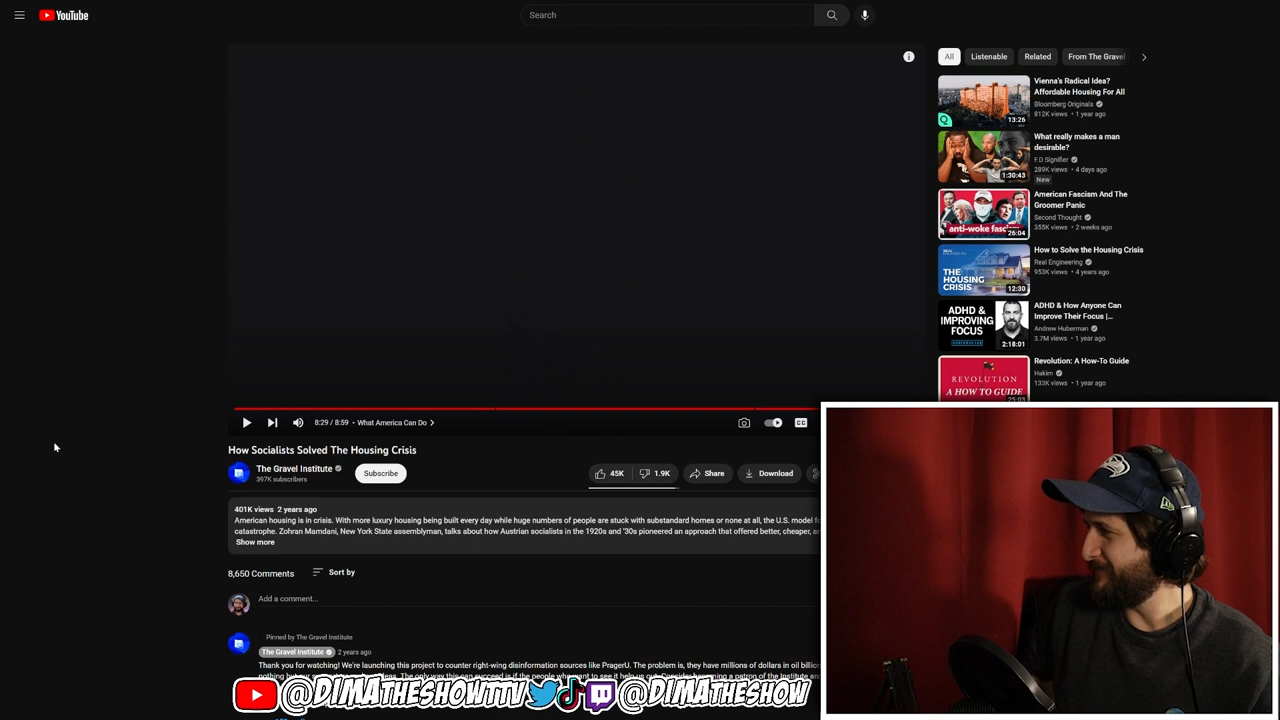 YouTube
Search
All
Listenable
Related
From The Gravel
Vienna's Radical Idea?
Affordable Housing For All
Bloomberg Originals
812K views • 1 year ago
13:26
What really makes a man
desirable?
F.D Signifier
289K views • 4 days ago
New
1:30:43
American Fascism And The
Groomer Panic
Second Thought
355K views • 2 weeks ago
anti-woke fascism
26:04
How to Solve the Housing Crisis
Real Engineering
953K views • 4 years ago
THE
HOUSING
CRISIS
12:30
ADHD & How Anyone Can
Improve Their Focus |...
Andrew Huberman
3.7M views • 1 year ago
ADHD &
IMPROVING
FOCUS
2:18:01
Revolution: A How-To Guide
Hakim
133K views • 1 year ago
REVOLUTION
A HOW TO GUIDE
25:03
8:29 / 8:59 • What America Can Do
CC
How Socialists Solved The Housing Crisis
The Gravel Institute
397K subscribers
Subscribe
45K
1.9K
Share
Download
401K views 2 years ago
American housing is in crisis. With more luxury housing being built every day while huge numbers of people are stuck with substandard homes or none at all, the U.S. model
catastrophe. Zohran Mamdani, New York State assemblyman, talks about how Austrian socialists in the 1920s and '30s pioneered an approach that offered better, cheaper,
Show more
8,650 Comments
Sort by
Add a comment...
Pinned by The Gravel Institute
The Gravel Institute
2 years ago
Thank you for watching! We're launching this project to counter right-wing disinformation sources like PragerU. The problem is, they have millions of dollars in oil
@DIMATHESHOWTTV
@DIMATHESHOW